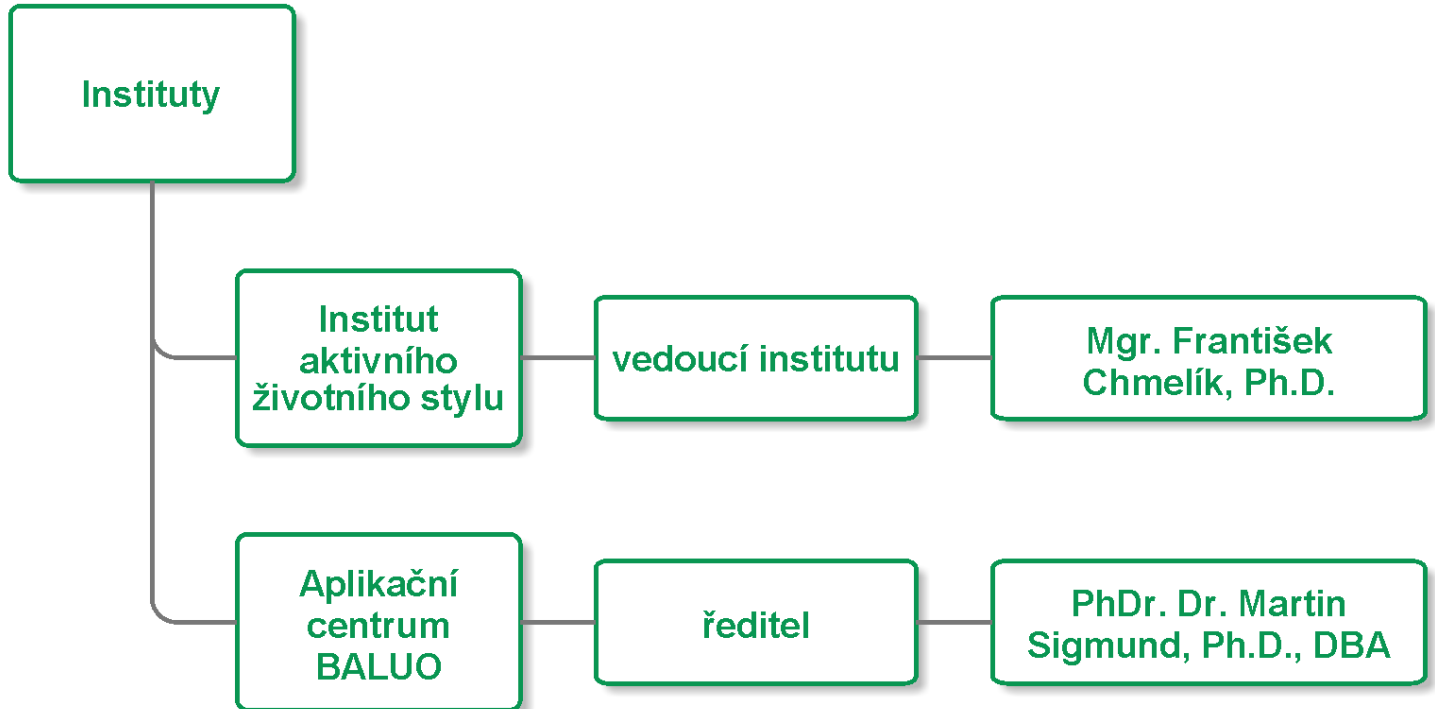 Instituty
Institut
aktivního
životního stylu
vedoucí institutu
Mgr. František
Chmelík, Ph.D.
Aplikační
centrum
BALUO
ředitel
PhDr. Dr. Martin
Sigmund, Ph.D., DBA